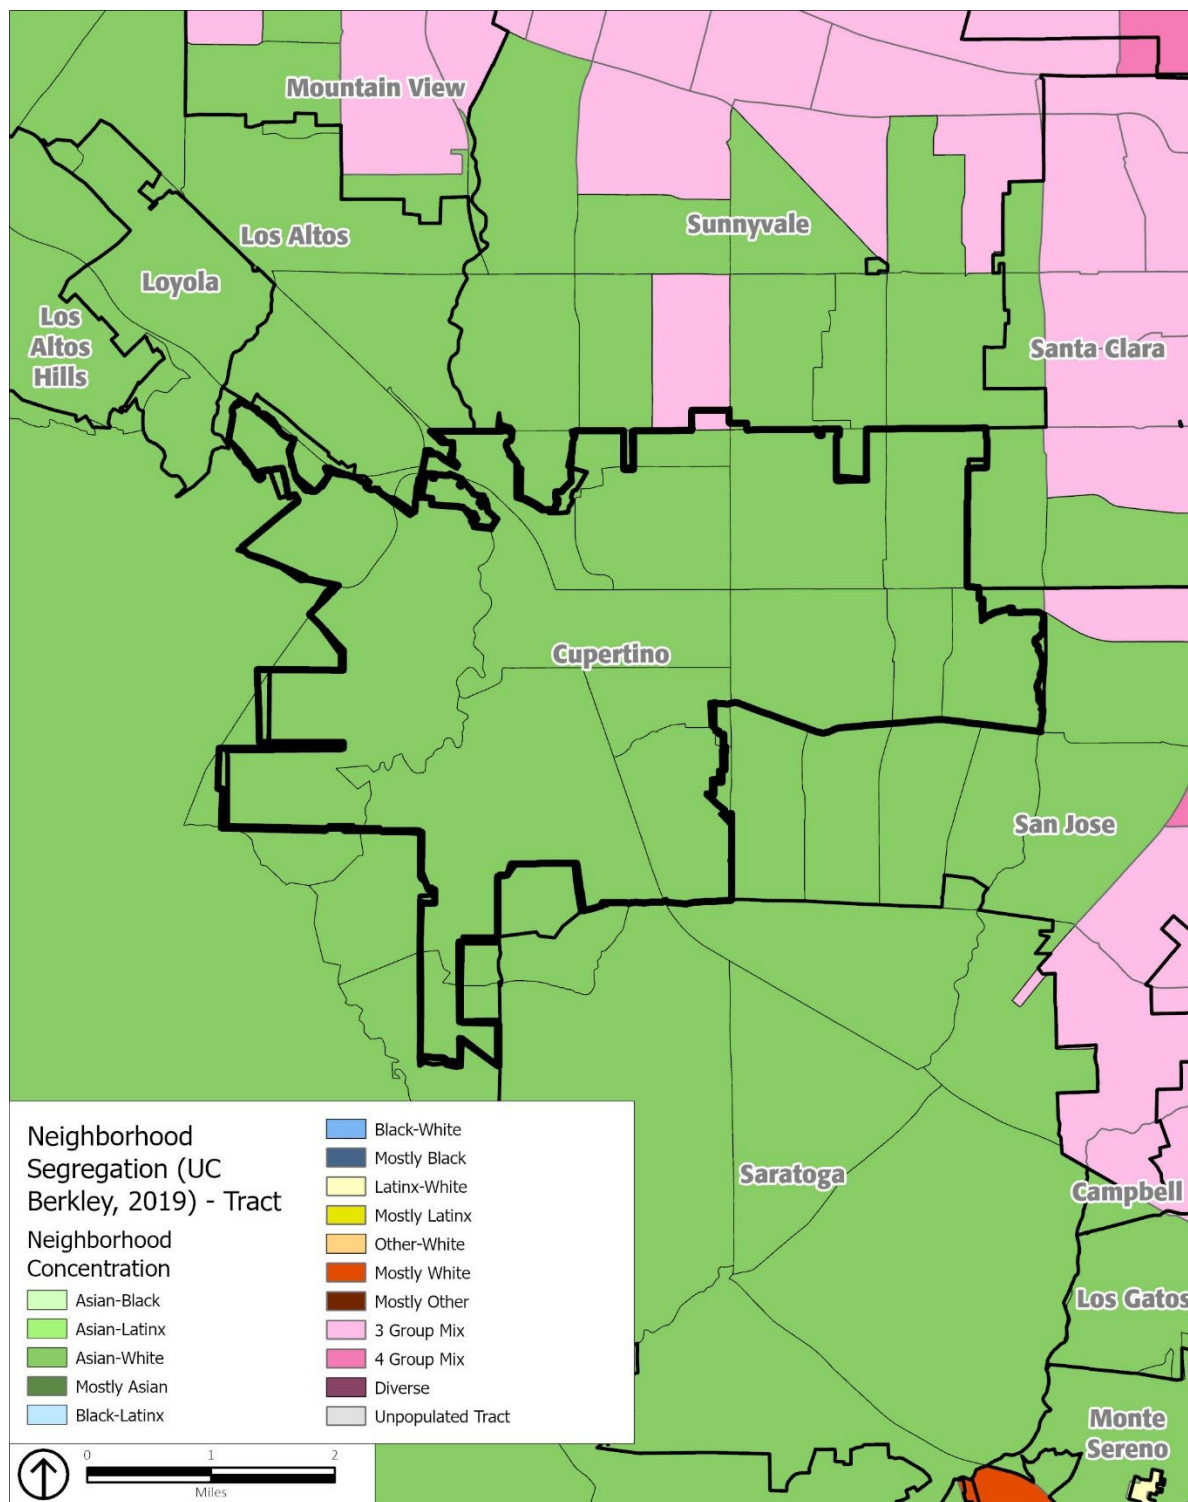 Mountain View
Los Altos
Sunnyvale
Loyola
Los
Altos
Hills
Santa Clara
Cupertino
San Jose
Saratoga
Campbell
Los Gatos
Monte
Sereno
Neighborhood
Segregation (UC
Berkley, 2019) - Tract
Neighborhood
Concentration
Asian-Black
Asian-Latinx
Asian-White
Mostly Asian
Black-Latinx
Black-White
Mostly Black
Latinx-White
Mostly Latinx
Other-White
Mostly White
Mostly Other
3 Group Mix
4 Group Mix
Diverse
Unpopulated Tract
0 1 2
Miles